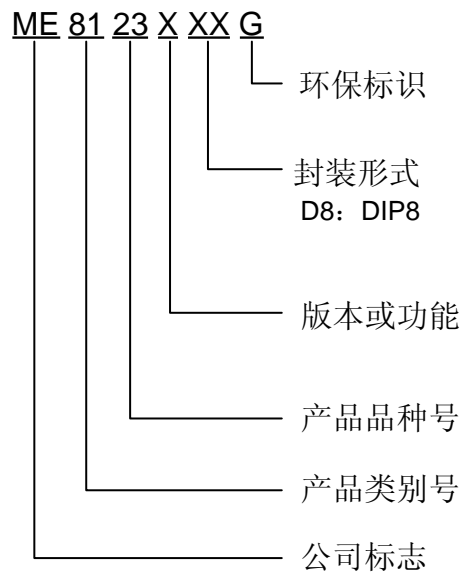 ME 81 23 X XX G
环保标识
封装形式
D8：DIP8
版本或功能
产品品种号
产品类别号
公司标志